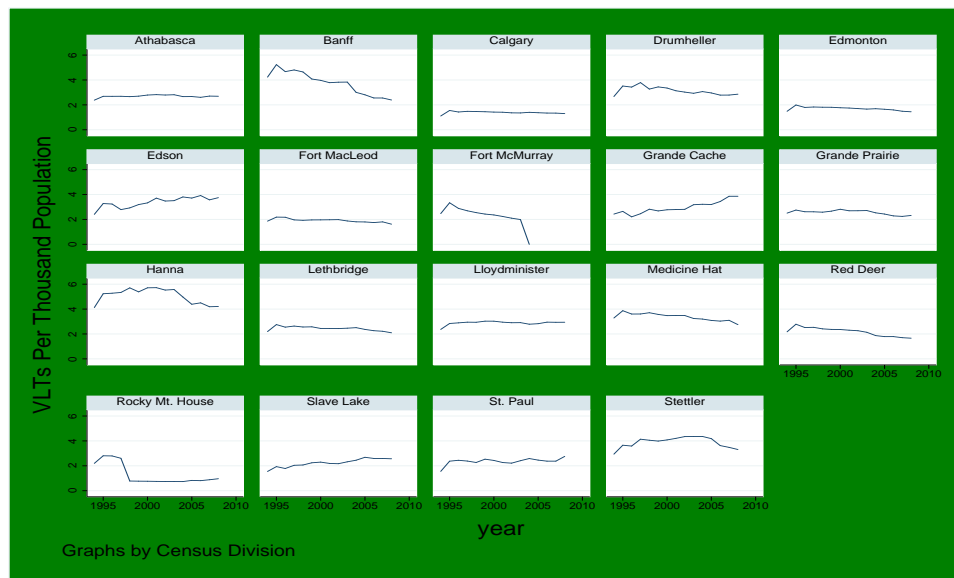 Athabasca Banff Calgary Drumheller Edmonton
0 2 4 6
Edson Fort MacLeod Fort McMurray Grande Cache Grande Prairie
0 2 4 6
Hanna Lethbridge Lloydminister Medicine Hat Red Deer
0 2 4 6
1995 2000 2005 2010
Rocky Mt. House Slave Lake St. Paul Stettler
0 2 4 6
1995 2000 2005 2010 1995 2000 2005 2010 1995 2000 2005 2010 1995 2000 2005 2010
VLTs Per Thousand Population
year
Graphs by Census Division